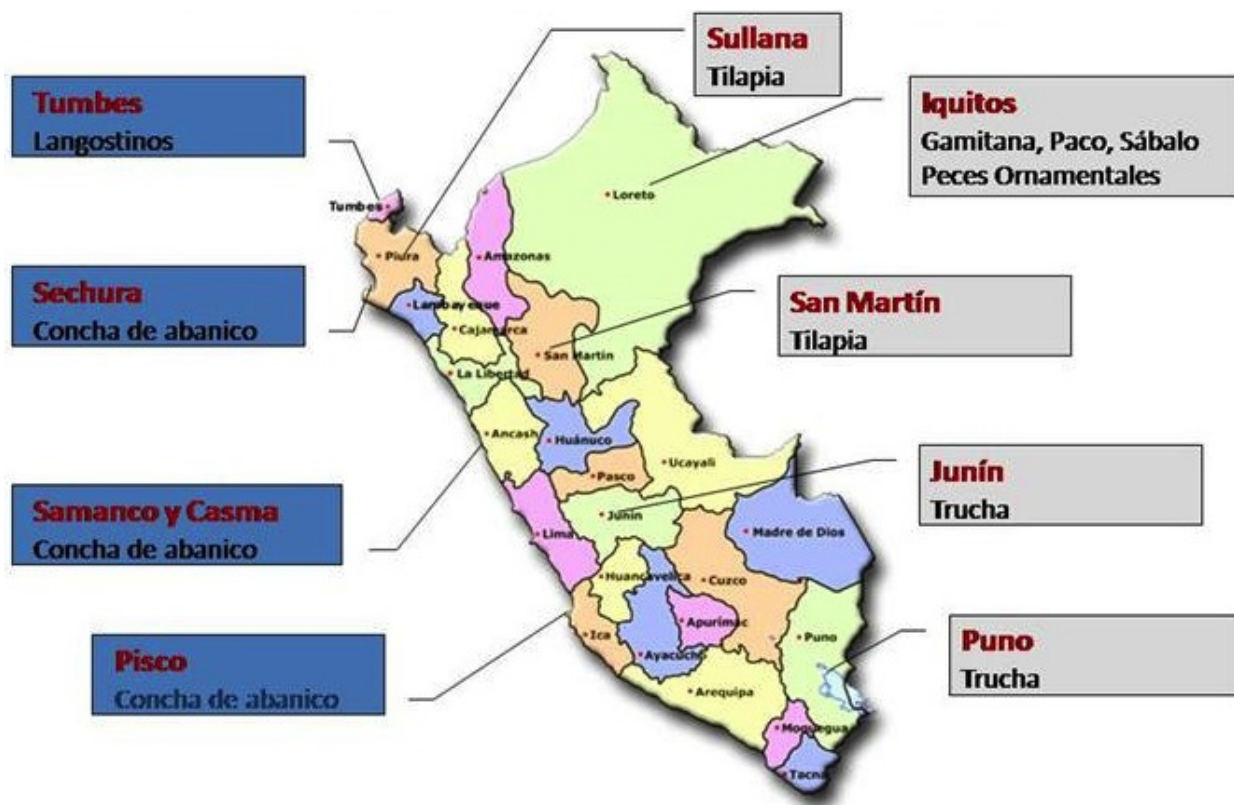 Sullana
Tilapia
Tumbes
Langostinos
Iquitos
Gamitana, Paco, Sábalo
Peces Ornamentales
Sechura
Concha de abanico
San Martín
Tilapia
Samanco y Casma
Concha de abanico
Junín
Trucha
Pisco
Concha de abanico
Puno
Trucha
Tumbes
Loreto
Piura
Amazonas
Lambayeque
Cajamarca
San Martín
La Libertad
Ancash
Huánuco
Ucayali
Pasco
Junín
Lima
Madre de Dios
Huancavelica
Cuzco
Apurímac
Ica
Puno
Ayacucho
Arequipa
Moquegua
Tacna